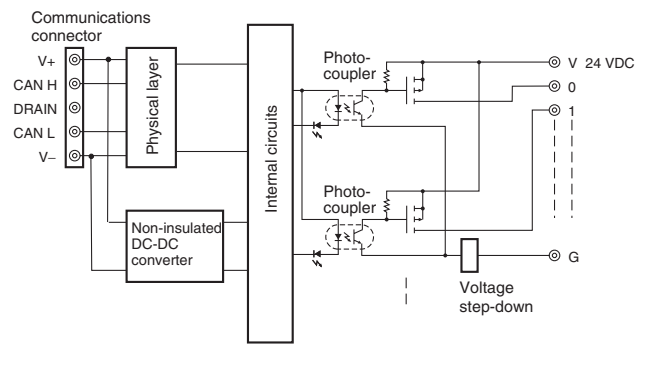 Communications
connector
V+
CAN H
DRAIN
CAN L
V–
Physical layer
Non-insulated
DC-DC
converter
Internal circuits
Photo-
coupler
Photo-
coupler
V 24 VDC
0
1
G
Voltage
step-down